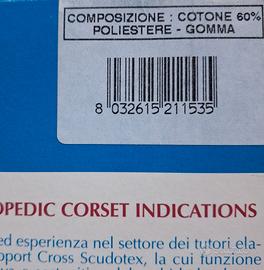 COMPOSIZIONE : COTONE 60%
POLIESTERE - GOMMA
8 032615 211535
OPEDIC CORSET INDICATIONS
ed esperienza nel settore dei tutori ela-
pport Cross Scudotex, la cui funzione